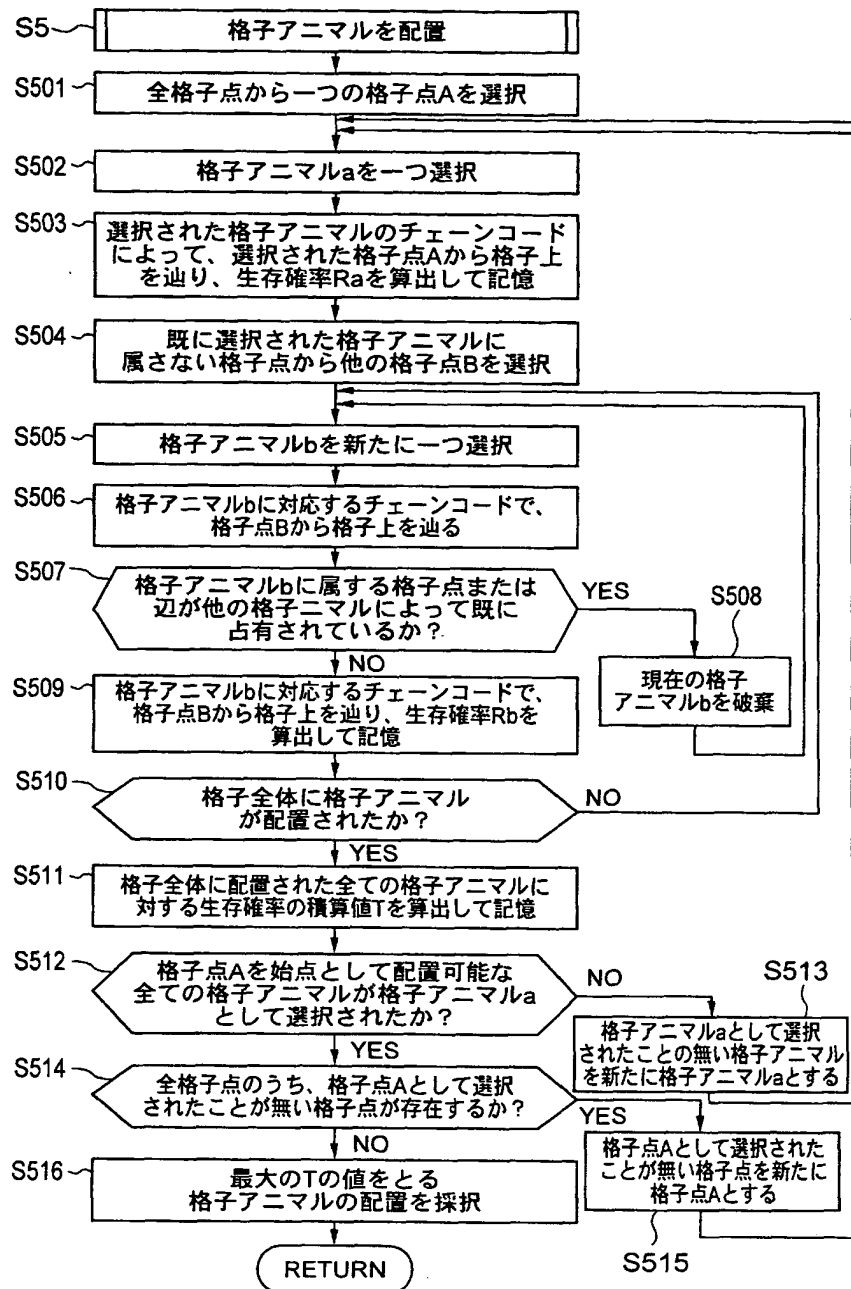 S5
格子アニマルを配置
S501
全格子点から一つの格子点Aを選択
S502
格子アニマルaを一つ選択
S503
選択された格子アニマルのチェーンコード
によって、選択された格子点Aから格子上
を辿り、生存確率Raを算出して記憶
S504
既に選択された格子アニマルに
属さない格子点から他の格子点Bを選択
S505
格子アニマルbを新たに一つ選択
S506
格子アニマルbに対応するチェーンコードで、
格子点Bから格子上を辿る
S507
格子アニマルbに属する格子点または
辺が他の格子ニマルによって既に
占有されているか？
YES
S508
現在の格子
アニマルbを破棄
NO
S509
格子アニマルbに対応するチェーンコードで、
格子点Bから格子上を辿り、生存確率Rbを
算出して記憶
S510
格子全体に格子アニマル
が配置されたか？
NO
YES
S511
格子全体に配置された全ての格子アニマルに
対する生存確率の積算値Tを算出して記憶
S512
格子点Aを始点として配置可能な
全ての格子アニマルが格子アニマルa
として選択されたか？
NO
S513
格子アニマルaとして選択
されたことの無い格子アニマル
を新たに格子アニマルaとする
YES
S514
全格子点のうち、格子点Aとして選択
されたことが無い格子点が存在するか？
YES
格子点Aとして選択された
ことが無い格子点を新たに
格子点Aとする
S515
NO
S516
最大のTの値をとる
格子アニマルの配置を採択
RETURN